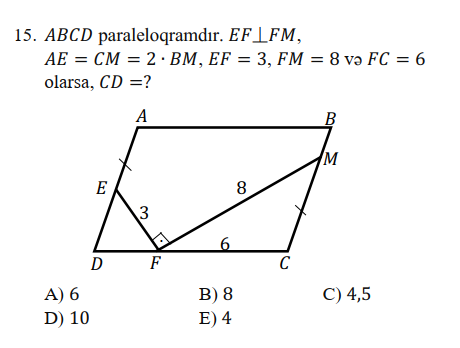 15. ABCD paraleloqramdır. EF⊥FM,
AE = CM = 2 · BM, EF = 3, FM = 8 və FC = 6
olarsa, CD =?
A
B
M
E
8
3
6
D
F
C
A) 6
B) 8
C) 4,5
D) 10
E) 4